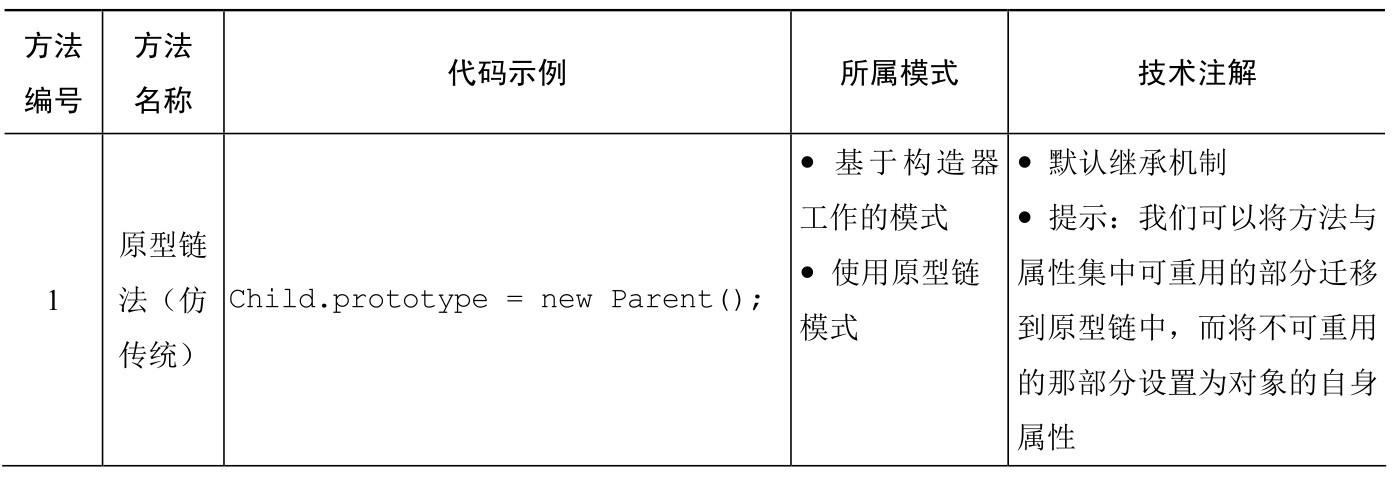 方法
编号
方法
名称
代码示例
所属模式
技术注解
1
原型链
法（仿
传统）
Child.prototype = new Parent();
● 基于构造器
工作的模式
● 使用原型链
模式
● 默认继承机制
● 提示：我们可以将方法与
属性集中可重用的部分迁移
到原型链中，而将不可重用
的那部分设置为对象的自身
属性